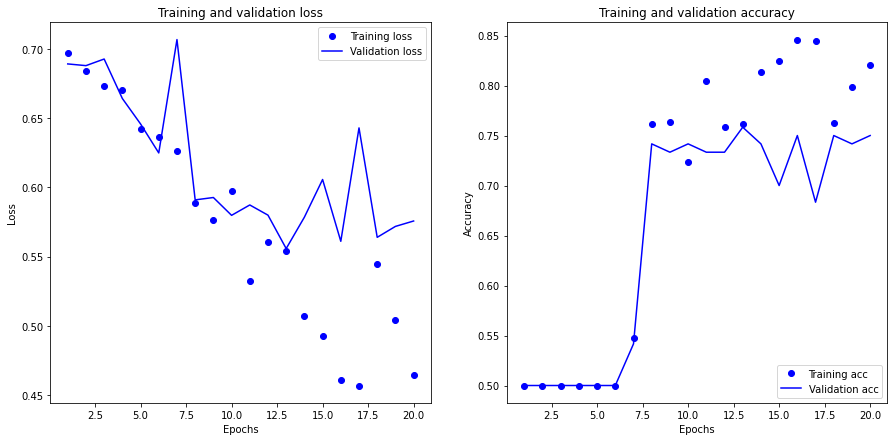 Training and validation loss
Training loss
Validation loss
0.70
0.65
0.60
0.55
0.50
0.45
Loss
2.5 5.0 7.5 10.0 12.5 15.0 17.5 20.0
Epochs
Training and validation accuracy
0.85
0.80
0.75
0.70
0.65
0.60
0.55
0.50
Accuracy
Training acc
Validation acc
2.5 5.0 7.5 10.0 12.5 15.0 17.5 20.0
Epochs